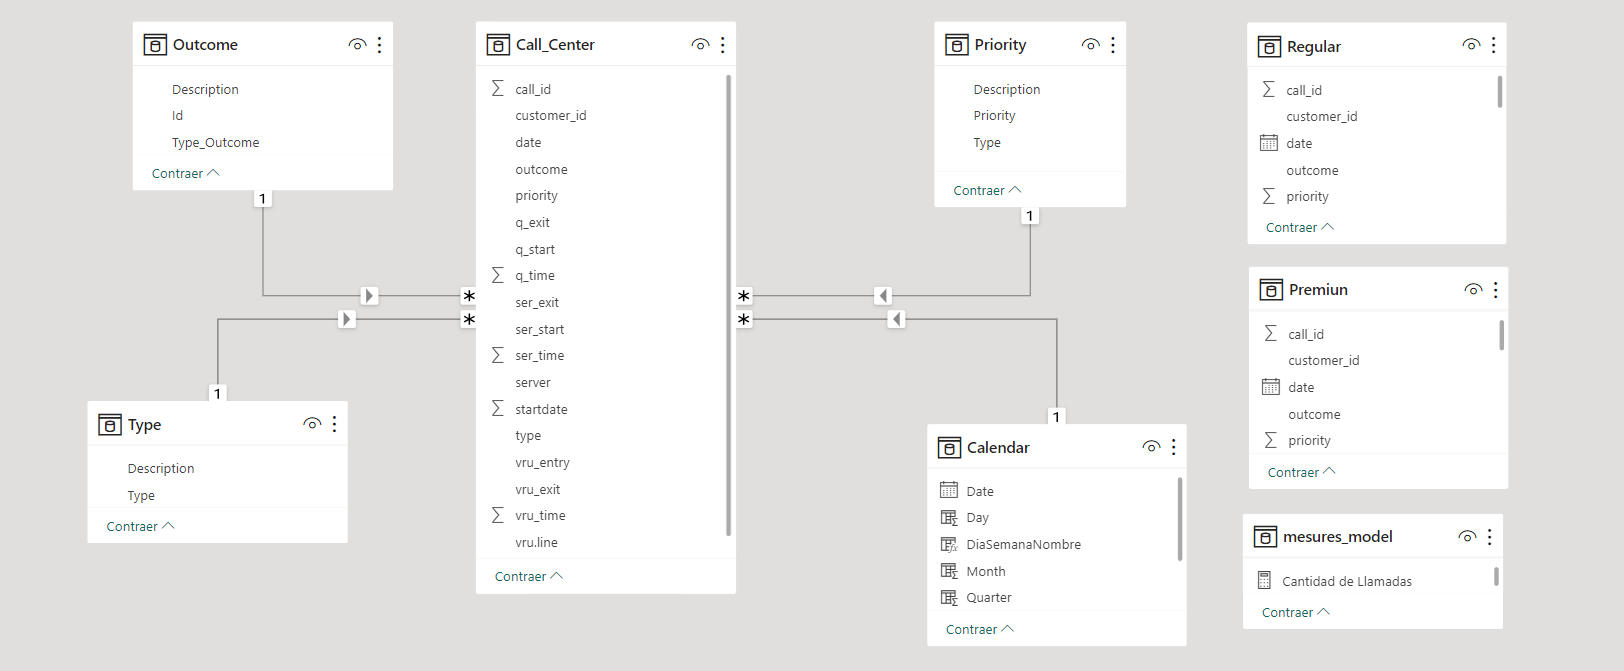 Outcome
Description
Id
Type_Outcome
Contraer
1
Type
Description
Type
Contraer
1
Call_Center
call_id
customer_id
date
outcome
priority
q_exit
q_start
q_time
ser_exit
ser_start
ser_time
server
startdate
type
vru_entry
vru_exit
vru_time
vru.line
Contraer
*
*
*
*
Priority
Description
Priority
Type
Contraer
1
Calendar
Date
Day
DiaSemanaNombre
Month
Quarter
Contraer
1
Regular
call_id
customer_id
date
outcome
priority
Contraer
Premiun
call_id
customer_id
date
outcome
priority
Contraer
mesures_model
Cantidad de Llamadas
Contraer